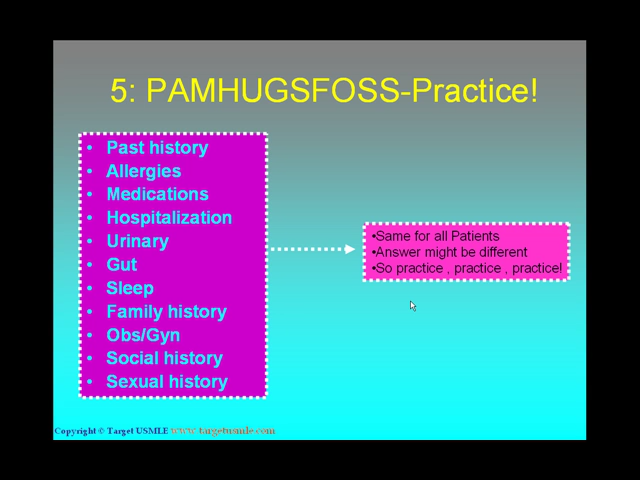 5: PAMHUGSFOSS-Practice!
• Past history
• Allergies
• Medications
• Hospitalization
• Urinary
• Gut
• Sleep
• Family history
• Obs/Gyn
• Social history
• Sexual history
•Same for all Patients
•Answer might be different
•So practice , practice , practice!
Copyright © Target USMLE www.targetusmle.com